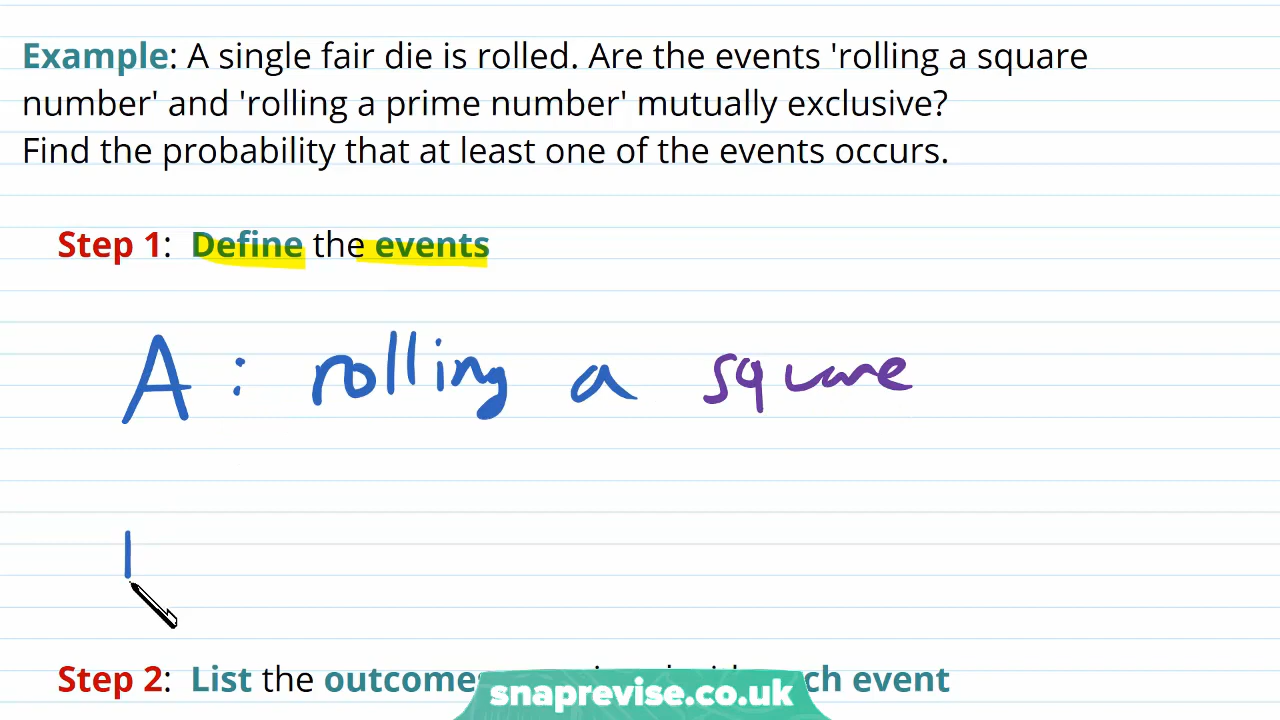 Example: A single fair die is rolled. Are the events 'rolling a square
number' and 'rolling a prime number' mutually exclusive?
Find the probability that at least one of the events occurs.
Step 1: Define the events
A : rolling a square
Step 2: List the outcomes each event
snaprevise.co.uk